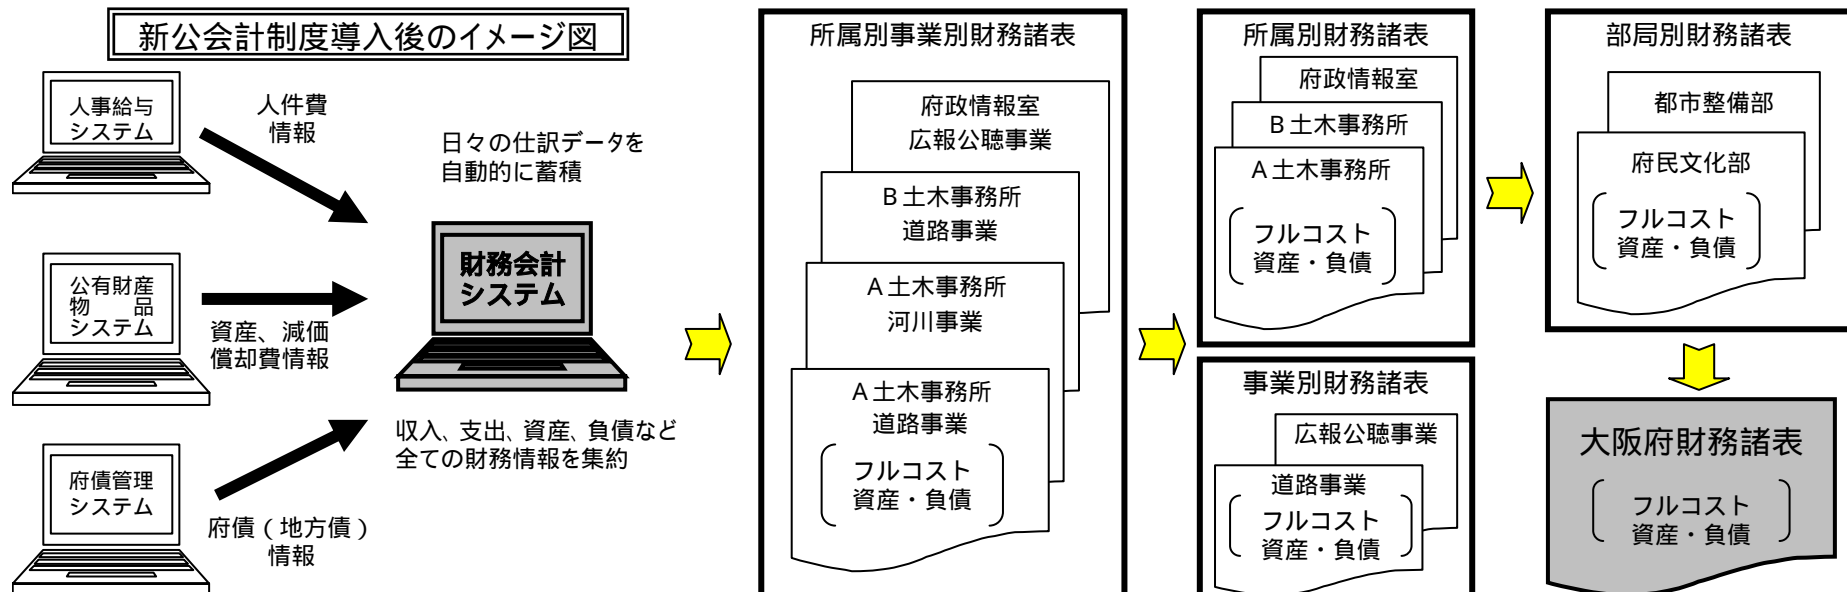 新公会計制度導入後のイメージ図
人事給与
システム
人件費
情報
日々の仕訳データを
自動的に蓄積
公有財産
物　品
システム
資産、減価
償却費情報
財務会計
システム
収入、支出、資産、負債など
全ての財務情報を集約
府債管理
システム
府債（地方債）
情報
所属別事業別財務諸表
府政情報室
広報公聴事業
B土木事務所
道路事業
A土木事務所
河川事業
A土木事務所
道路事業
フルコスト
資産・負債
所属別財務諸表
府政情報室
B土木事務所
A土木事務所
フルコスト
資産・負債
事業別財務諸表
広報公聴事業
道路事業
フルコスト
資産・負債
部局別財務諸表
都市整備部
府民文化部
フルコスト
資産・負債
大阪府財務諸表
フルコスト
資産・負債